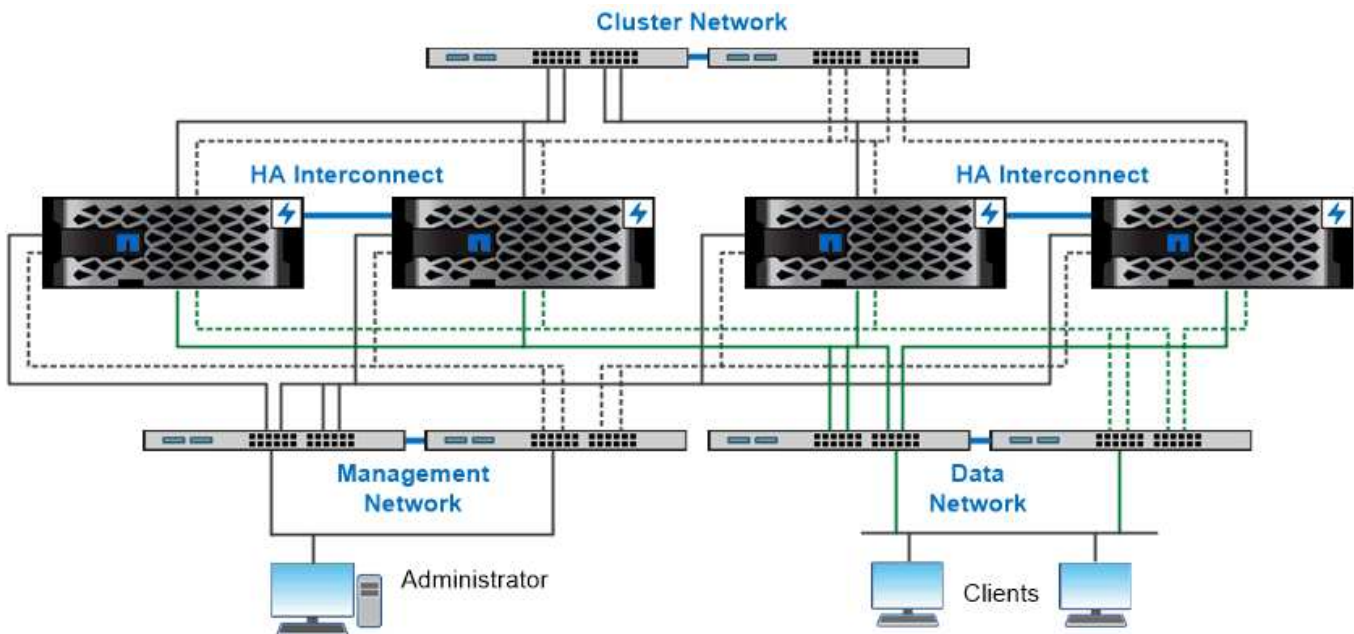 Cluster Network
HA Interconnect
HA Interconnect
Management
Network
Data
Network
Administrator
Clients